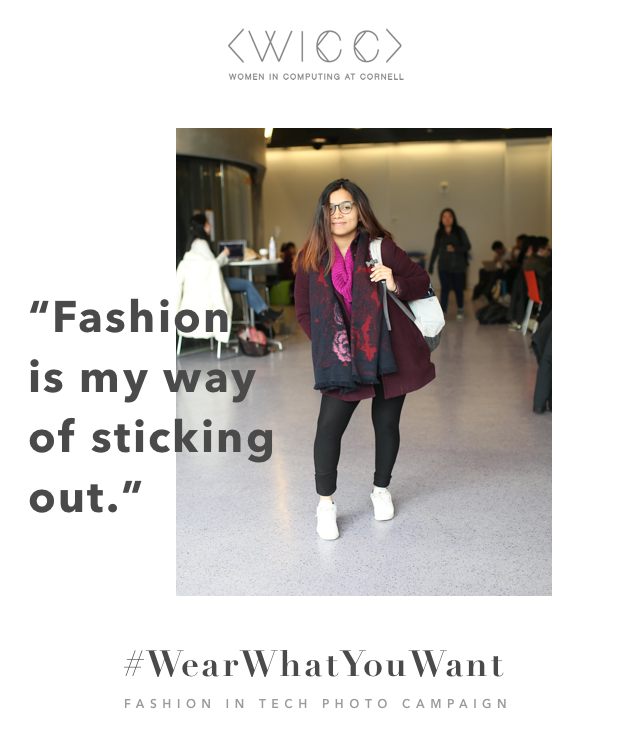 <WICC>
WOMEN IN COMPUTING AT CORNELL
“Fashion
is my way
of sticking
out.”
#WearWhatYouWant
FASHION IN TECH PHOTO CAMPAIGN